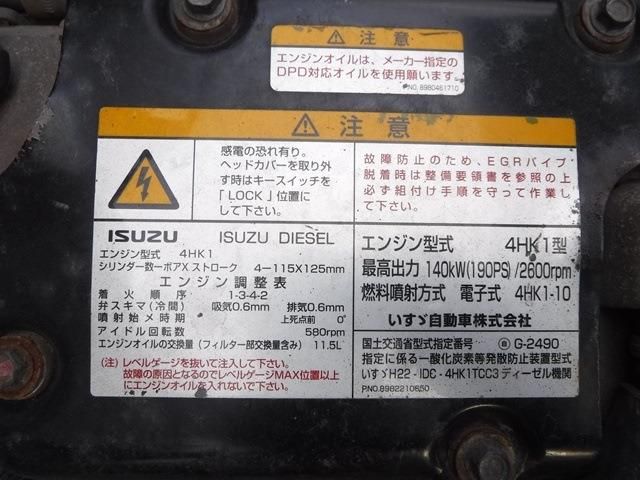 注意
エンジンオイルは、メーカー指定の
DPD対応オイルを使用願います。
PNO. 8980461710
注意
感電の恐れ有り。
ヘッドカバーを取り外
す時はキースイッチを
「LOCK」位置に
して下さい。
故障防止のため、EGRパイプ
脱着時は整備要領書を参照の上
必ず組付け手順を守って作業
して下さい。
ISUZU ISUZU DIESEL
エンジン型式 4HK1
シリンダー数ーボアXストローク 4ー115X125mm
エンジン調整表
着火順序 1-3-4-2
弁スキマ(冷間) 吸気0.6mm 排気0.6mm
噴射始メ時期 上死点前 0°
アイドル回転数 580rpm
エンジンオイルの交換量(フィルター部交換量含み) 11.5L
(注)レベルゲージを抜いて注入して下さい。
故障の原因となるのでレベルゲージMAX位置以上
にエンジンオイルを入れないで下さい。
エンジン型式 4HK1型
最高出力 140kW(190PS)/2600rpm
燃料噴射方式 電子式 4HK1-10
いすゞ自動車株式会社
国土交通省型式指定番号 G-2490
指定に係る一酸化炭素等発散防止装置型式
いすゞH22-IDC-4HK1TCC3ディーゼル機関
P.NO.8982210650